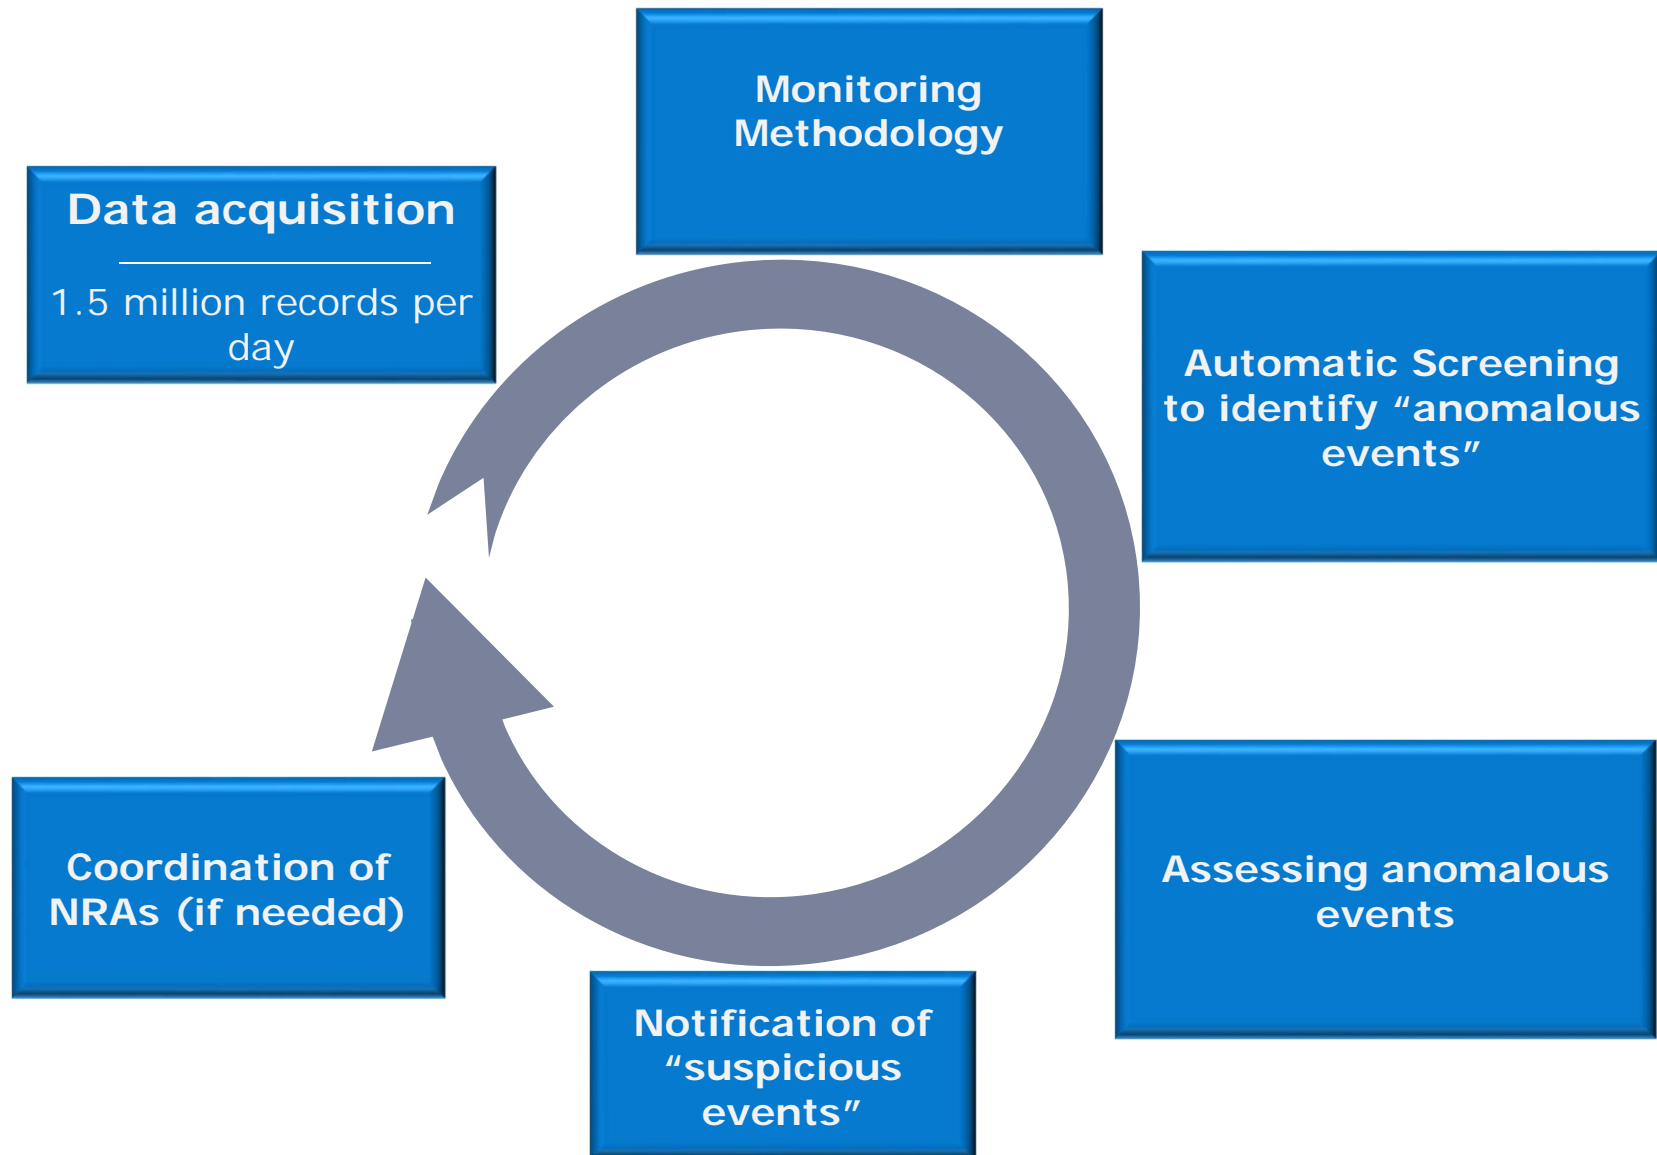 Monitoring
Methodology
Data acquisition
1.5 million records per
day
Automatic Screening
to identify “anomalous
events”
Assessing anomalous
events
Notification of
“suspicious
events”
Coordination of
NRAs (if needed)